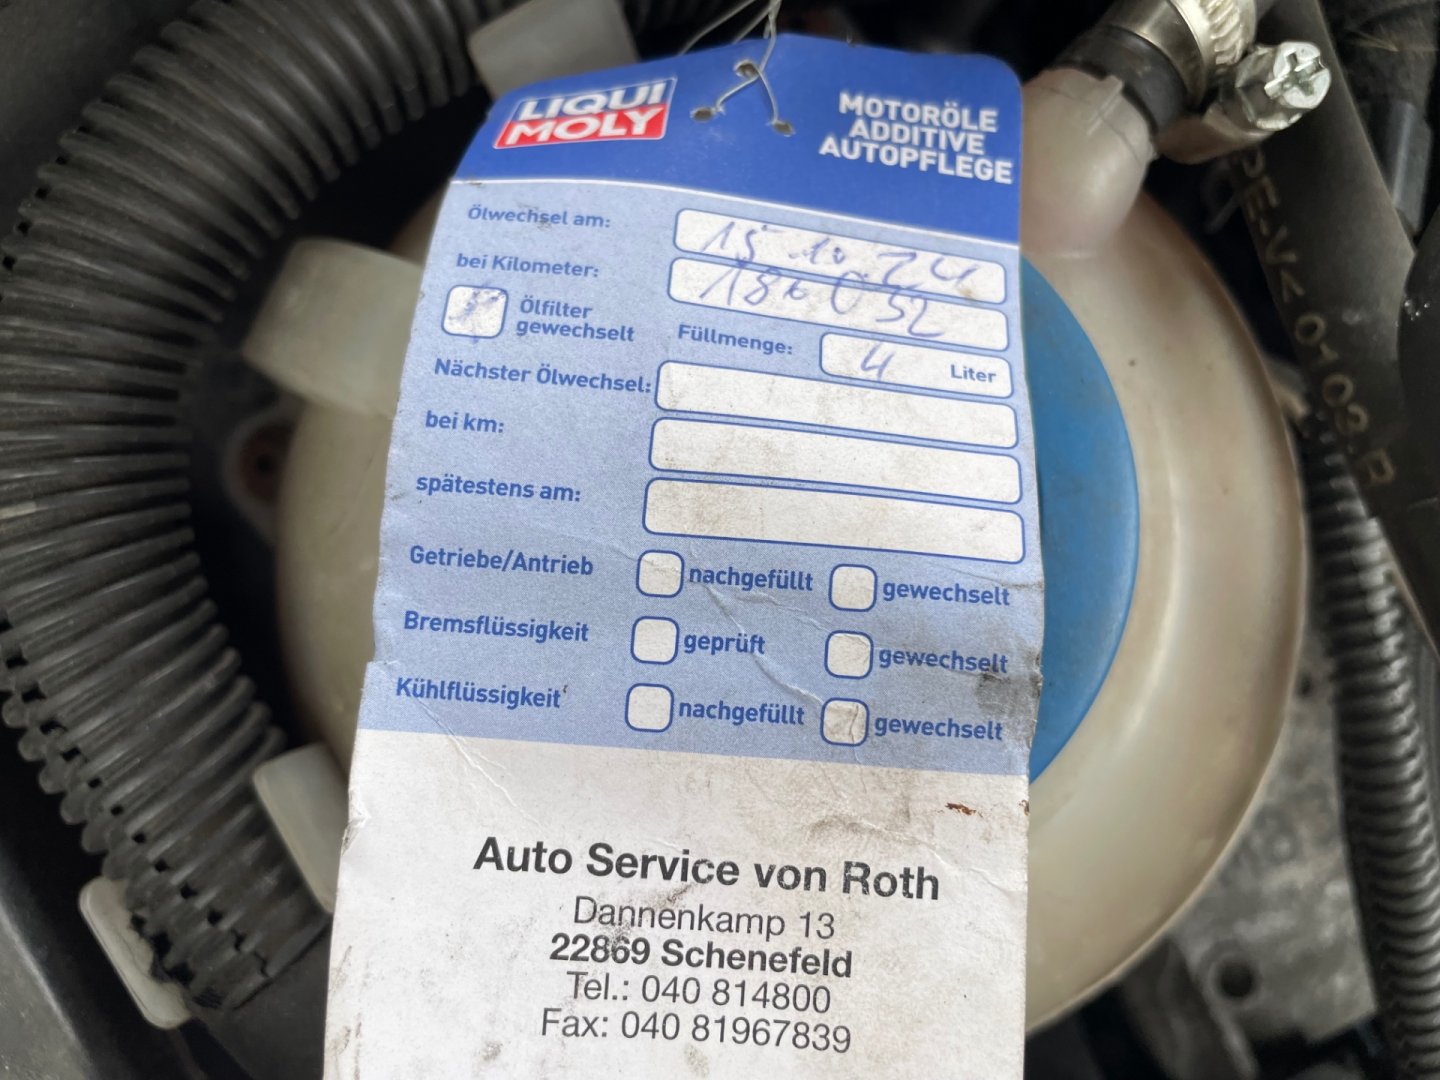 LIQUI
MOLY
MOTORÖLE
ADDITIVE
AUTOPFLEGE
Ölwechsel am: 15.10.24
bei Kilometer:
Ölfilter
gewechselt
Füllmenge: 4 Liter
Nächster Ölwechsel:
bei km:
spätestens am:
Getriebe/Antrieb nachgefüllt gewechselt
Bremsflüssigkeit geprüft gewechselt
Kühlflüssigkeit nachgefüllt gewechselt
Auto Service von Roth
Dannenkamp 13
22869 Schenefeld
Tel.: 040 814800
Fax: 040 81967839